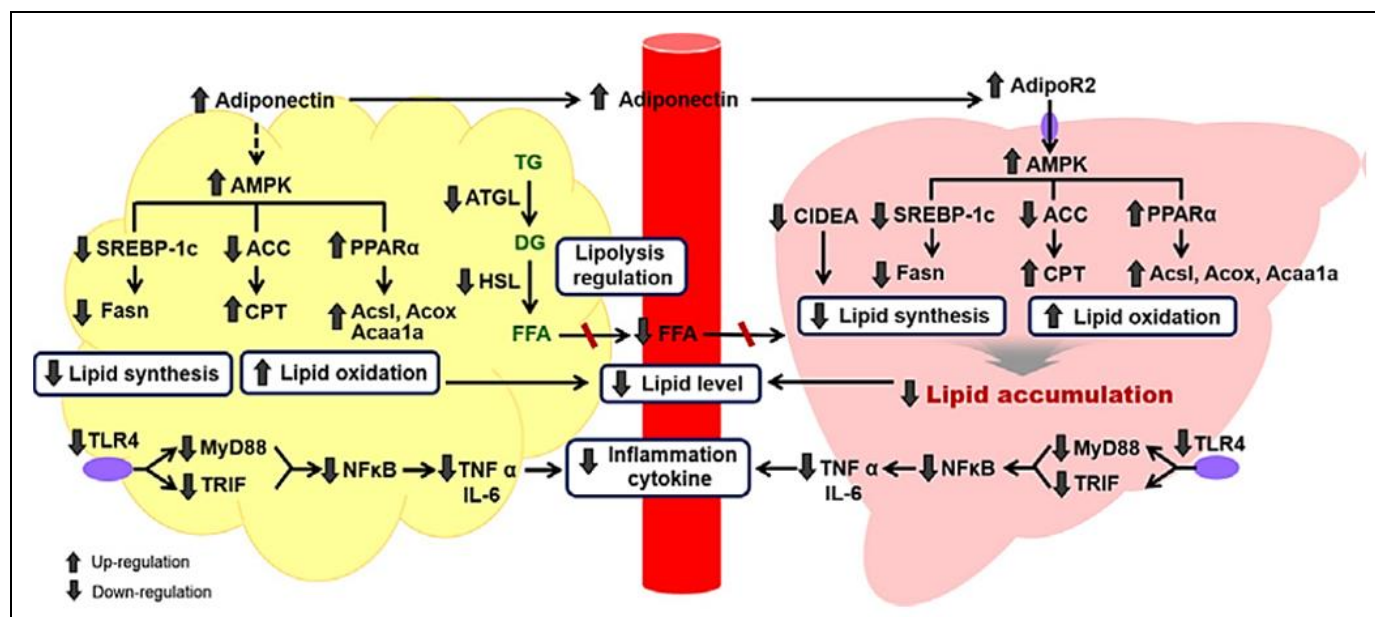 Adiponectin
Adiponectin
AdipoR2
AMPK
SREBP-1c
ACC
PPARα
Fasn
CPT
Acsl, Acox
Acaa1a
Lipid synthesis
Lipid oxidation
TG
ATGL
DG
HSL
FFA
Lipolysis
regulation
FFA
Lipid level
AMPK
CIDEA
SREBP-1c
ACC
PPARα
Fasn
CPT
Acsl, Acox, Acaa1a
Lipid synthesis
Lipid oxidation
Lipid accumulation
TLR4
MyD88
TRIF
NFκB
TNF α
IL-6
Inflammation
cytokine
TNF α
IL-6
NFκB
MyD88
TRIF
TLR4
Up-regulation
Down-regulation